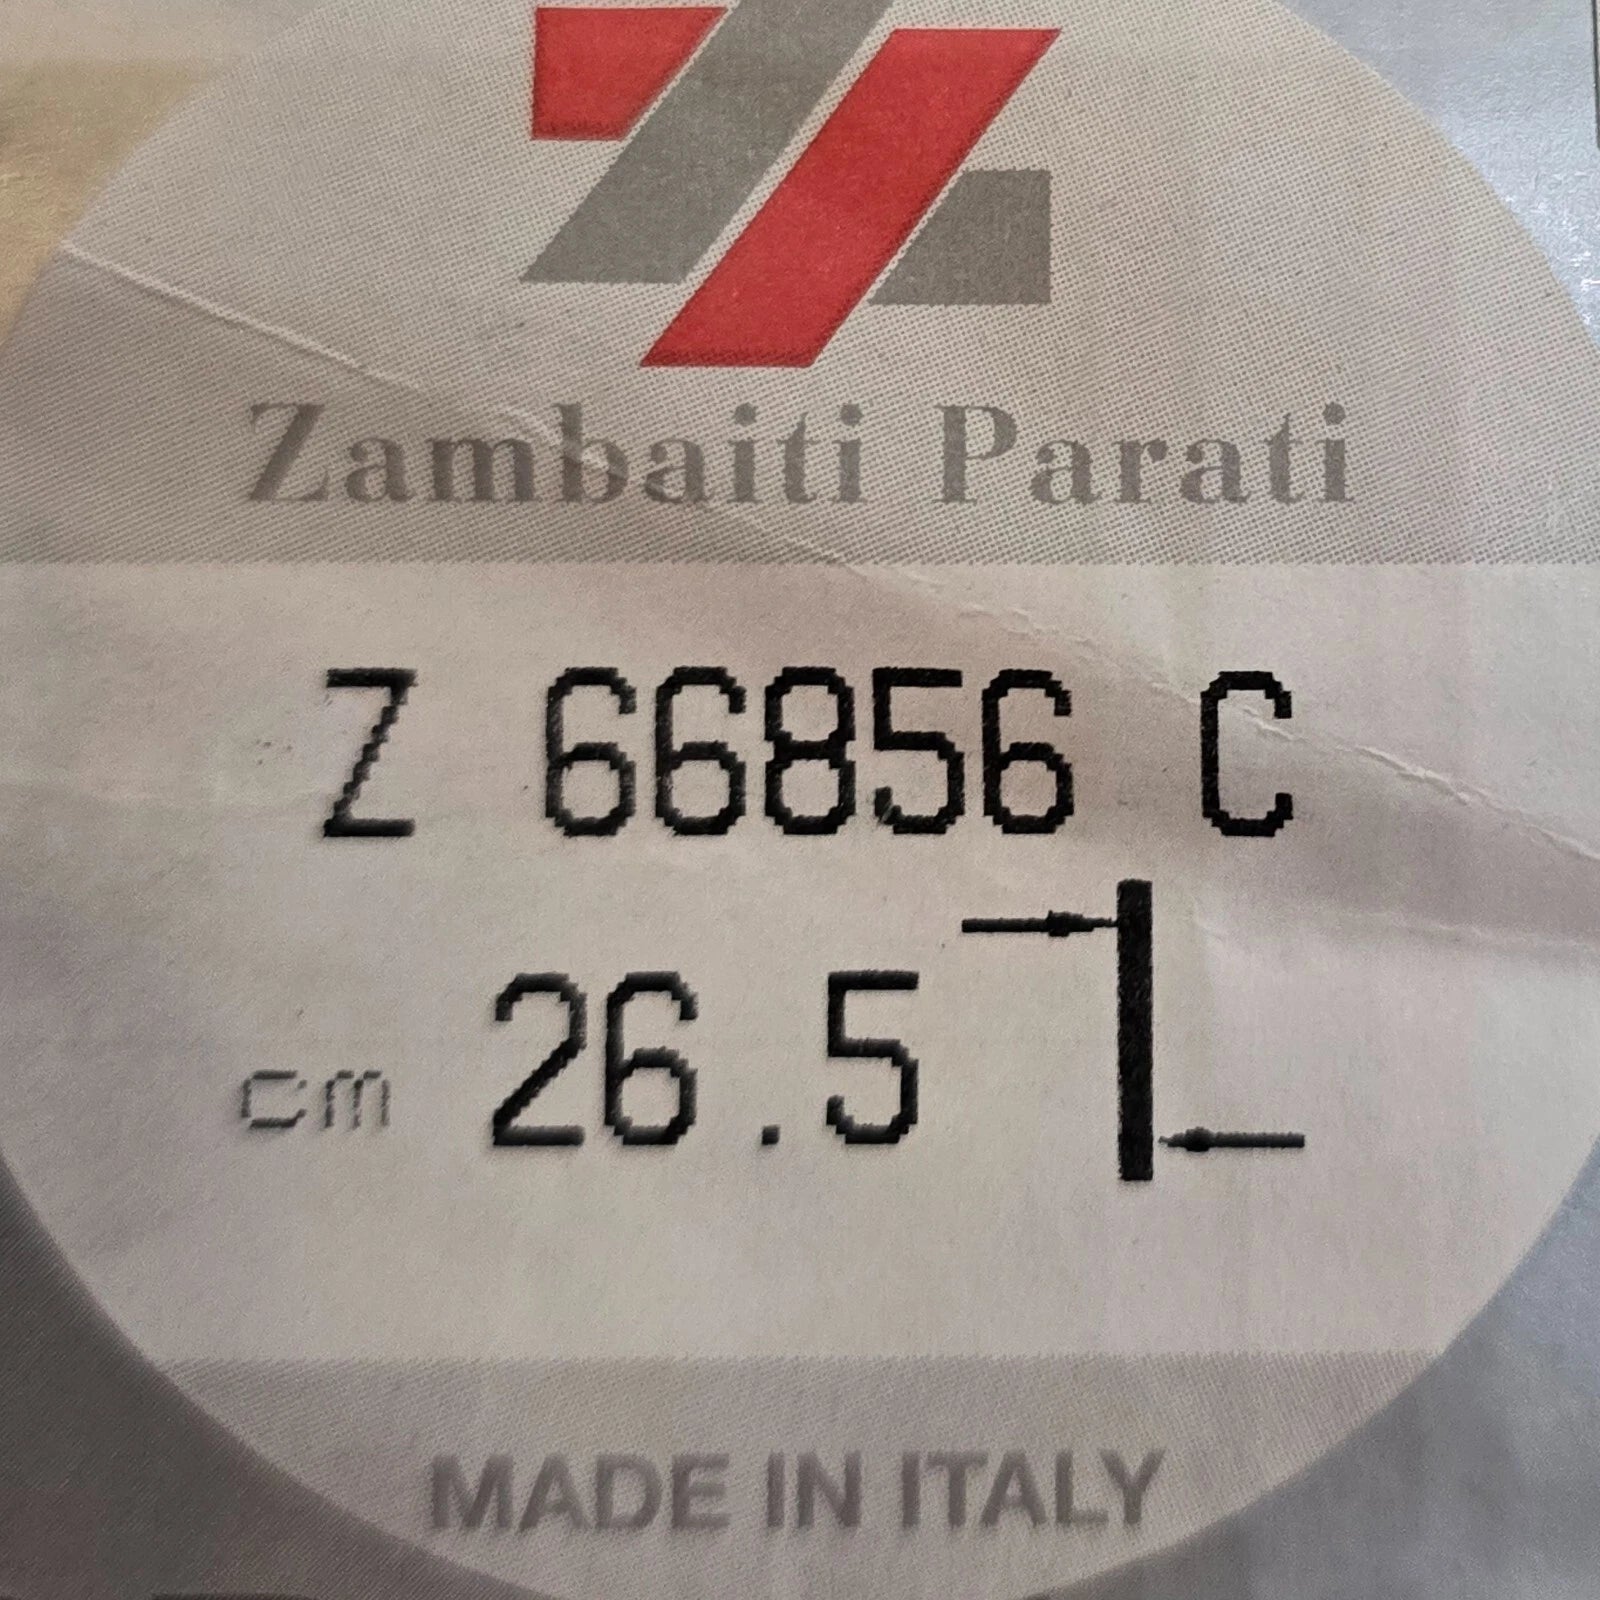 Zambaiti Parati
Z 66856 C
cm 26.5
MADE IN ITALY